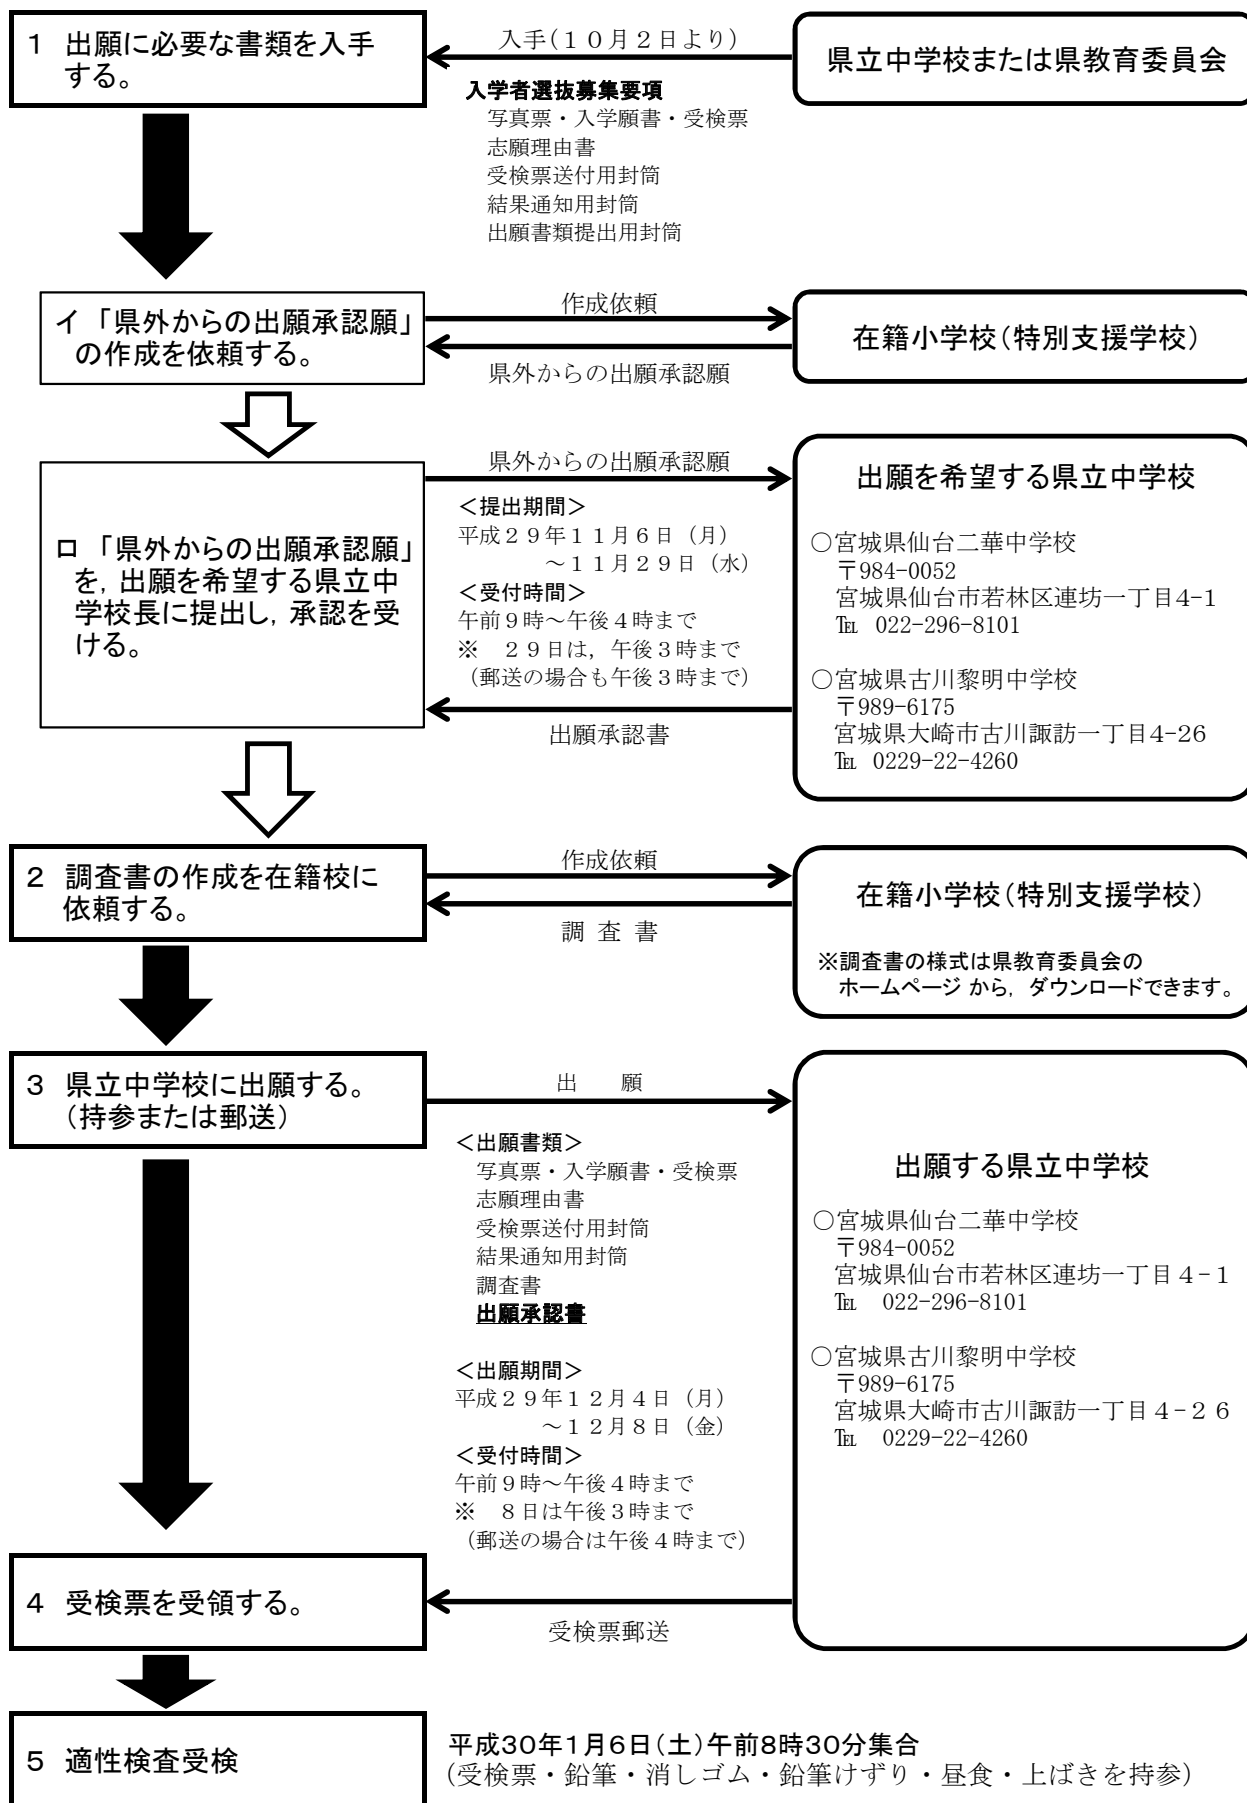 1 出願に必要な書類を入手
する。
入手(10月2日より)
県立中学校または県教育委員会
入学者選抜募集要項
写真票・入学願書・受検票
志願理由書
受検票送付用封筒
結果通知用封筒
出願書類提出用封筒
イ 「県外からの出願承認願」
の作成を依頼する。
作成依頼
県外からの出願承認願
在籍小学校(特別支援学校)
ロ 「県外からの出願承認願」
を,出願を希望する県立中
学校長に提出し,承認を受
ける。
県外からの出願承認願
<提出期間>
平成29年11月6日(月)
~11月29日(水)
<受付時間>
午前9時~午後4時まで
※ 29日は,午後3時まで
(郵送の場合も午後3時まで)
出願承認書
出願を希望する県立中学校
○宮城県仙台二華中学校
〒984-0052
宮城県仙台市若林区連坊一丁目4-1
℡ 022-296-8101
○宮城県古川黎明中学校
〒989-6175
宮城県大崎市古川諏訪一丁目4-26
℡ 0229-22-4260
2 調査書の作成を在籍校に
依頼する。
作成依頼
調 査 書
在籍小学校(特別支援学校)
※調査書の様式は県教育委員会の
ホームページ から, ダウンロードできます。
3 県立中学校に出願する。
(持参または郵送)
出 願
<出願書類>
写真票・入学願書・受検票
志願理由書
受検票送付用封筒
結果通知用封筒
調査書
出願承認書
<出願期間>
平成29年12月4日(月)
~12月8日(金)
<受付時間>
午前9時~午後4時まで
※ 8日は午後3時まで
(郵送の場合は午後4時まで)
出願する県立中学校
○宮城県仙台二華中学校
〒984-0052
宮城県仙台市若林区連坊一丁目4-1
℡ 022-296-8101
○宮城県古川黎明中学校
〒989-6175
宮城県大崎市古川諏訪一丁目4-26
℡ 0229-22-4260
4 受検票を受領する。
受検票郵送
5 適性検査受検
平成30年1月6日(土)午前8時30分集合
(受検票・鉛筆・消しゴム・鉛筆けずり・昼食・上ばきを持参)